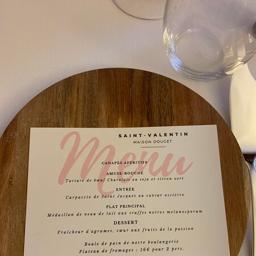 SAINT-VALENTIN
MAISON DOUCET
Menu
CANAPÉS APÉRITIF
AMUSE-BOUCHE
Tartare de bœuf Charolais au soja et citron vert
ENTRÉE
Carpaccio de Saint Jacques au caviar osciètre
PLAT PRINCIPAL
Médaillon de veau de lait aux truffes noires melanosporum
DESSERT
Fraîcheur d'agrumes, cœur aux fruits de la passion
Boule de pain de notre boulangerie
Plateau de fromages : 16€ pour 2 pers.